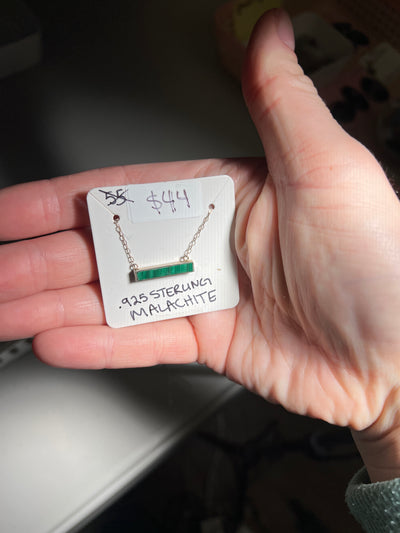 55 $44
.925 STERLING
MALACHITE